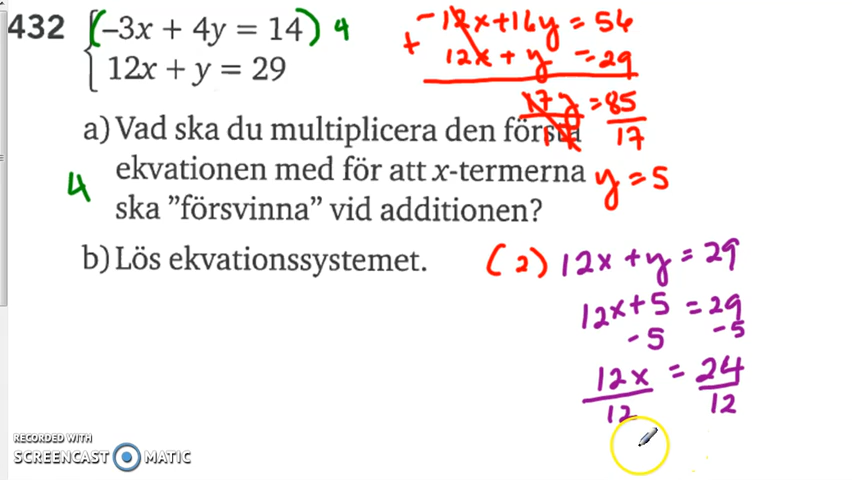 432 (-3x + 4y = 14) 4
12x + y = 29
a) Vad ska du multiplicera den första
ekvationen med för att x-termerna
ska ”försvinna” vid additionen?
4
b) Lös ekvationssystemet.
-12x + 16y = 56
+ 12x + y = 29
17y = 85
17 17
y = 5
(2) 12x + y = 29
12x + 5 = 29
-5 -5
12x = 24
12 12
RECORDED WITH
SCREENCAST MATIC